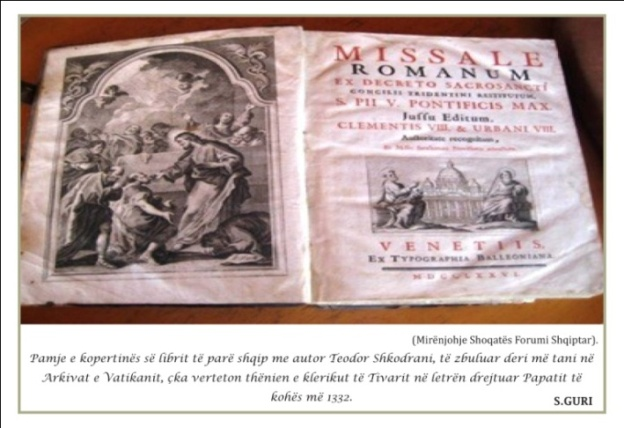 MISSALE
ROMANUM
EX DECRETO SACROSANCTI
CONCILII TRIDENTINI RESTITUTUM,
S. PII V. PONTIFICIS MAX.
Jussu Editum,
CLEMENTIS VIII. & URBANI VIII.
Auctoritate recognitum,
VENETIIS.
EX TYPOGRAPHIA BALLEONIANA
(Mirënjohje Shoqatës Forumi Shqiptar).
Pamje e kopertinës së librit të parë shqip me autor Teodor Shkodrani, të zbuluar deri më tani në
Arkivat e Vatikanit, çka verteton thënien e klerikut të Tivarit në letrën drejtuar Papatit të
kohës më 1332.
S.GURI